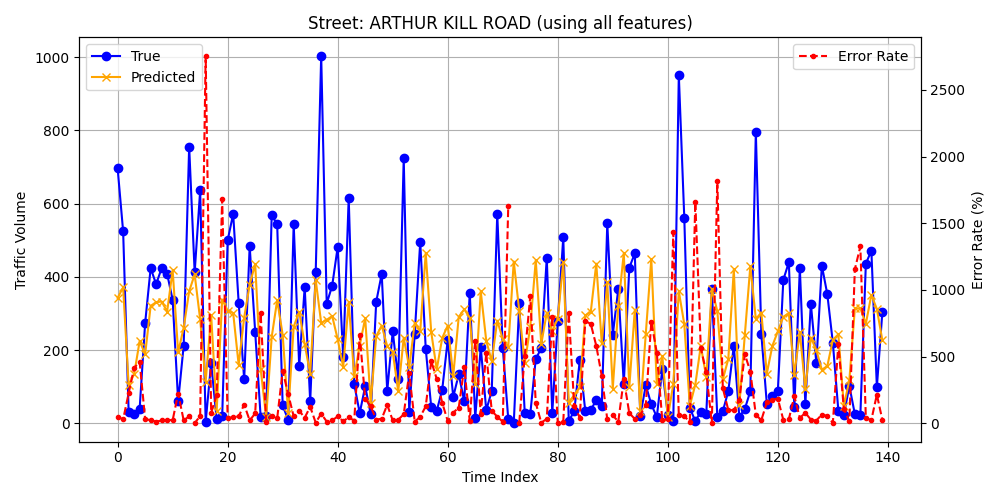 Street: ARTHUR KILL ROAD (using all features)
True
Predicted
Error Rate
Traffic Volume
1000
800
600
400
200
0
2500
2000
1500
1000
500
0
Error Rate (%)
0 20 40 60 80 100 120 140
Time Index